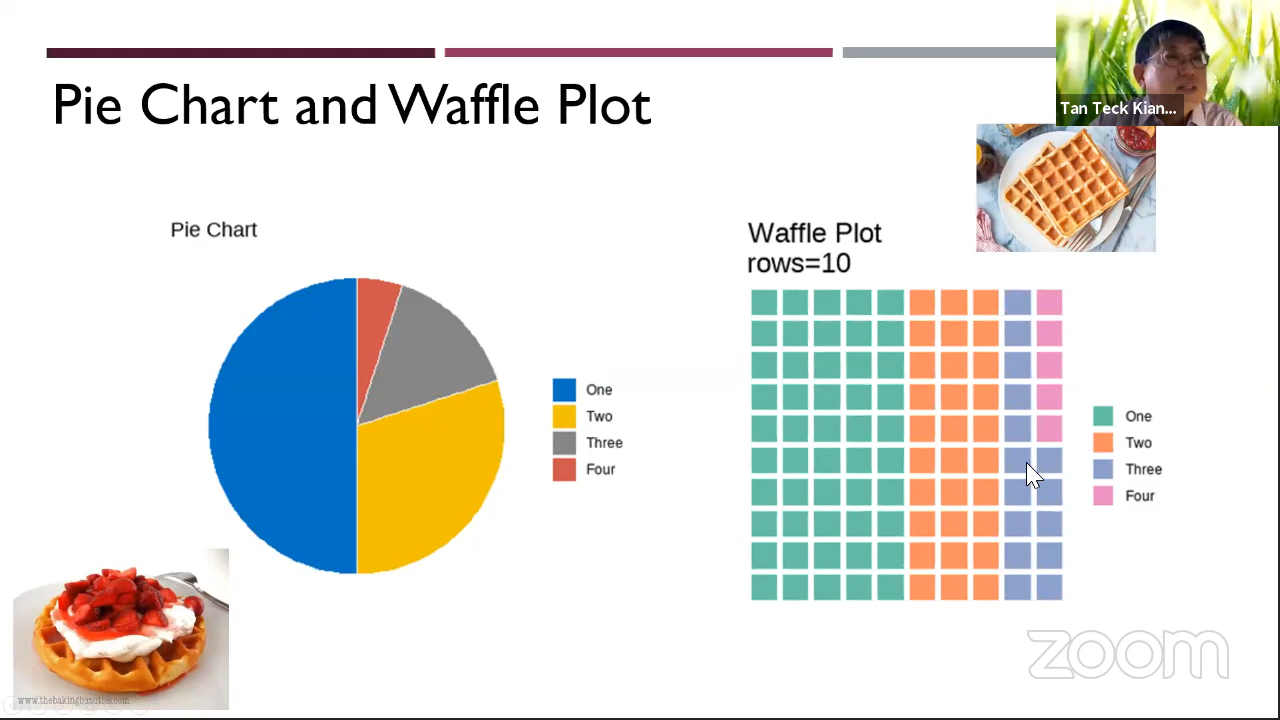 Pie Chart and Waffle Plot
Tan Teck Kian...
Pie Chart
One
Two
Three
Four
Waffle Plot
rows=10
One
Two
Three
Four
www.thebakingbeauties.com
zoom